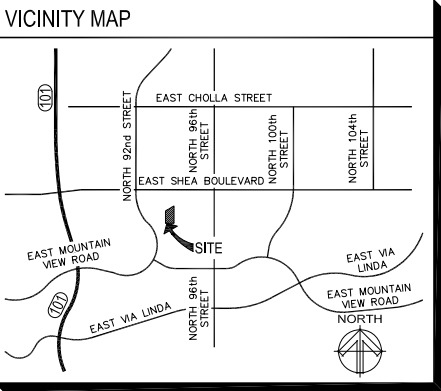 VICINITY MAP
101
EAST CHOLLA STREET
NORTH 92nd STREET
NORTH 96th
STREET
NORTH 100th
STREET
NORTH 104th
STREET
EAST SHEA BOULEVARD
SITE
EAST MOUNTAIN
VIEW ROAD
EAST VIA
LINDA
101
EAST VIA LINDA
NORTH 96th
STREET
EAST MOUNTAIN
VIEW ROAD
NORTH